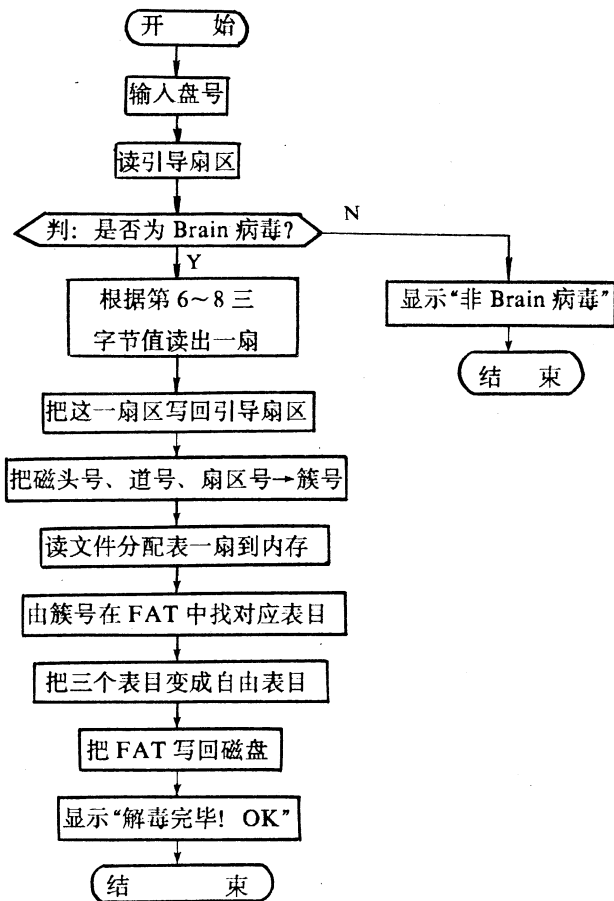 开 始
输入盘号
读引导扇区
判: 是否为 Brain 病毒?
N
Y
根据第 6~8 三
字节值读出一扇
显示“非 Brain 病毒”
结 束
把这一扇区写回引导扇区
把磁头号、道号、扇区号→簇号
读文件分配表一扇到内存
由簇号在 FAT 中找对应表目
把三个表目变成自由表目
把 FAT 写回磁盘
显示“解毒完毕! OK”
结 束